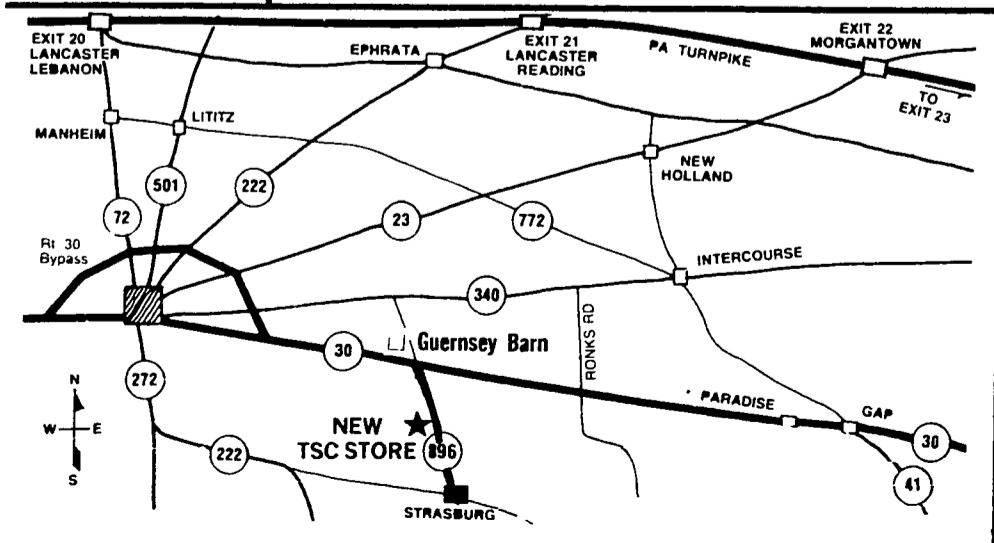 EXIT 20
LANCASTER
LEBANON
EPHRATA
EXIT 21
LANCASTER
READING
PA TURNPIKE
EXIT 22
MORGANTOWN
TO
EXIT 23
MANHEIM
LITITZ
NEW
HOLLAND
501
222
72
23
772
Rt 30
Bypass
INTERCOURSE
340
Guernsey Barn
30
RONKS RD
272
N
W E
S
PARADISE
GAP
NEW
TSC STORE
896
30
222
41
STRASBURG